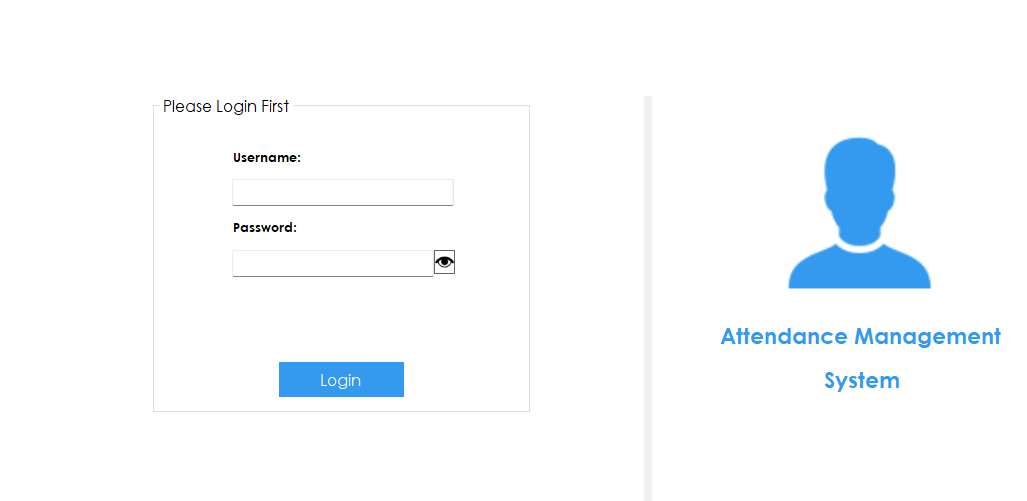 Please Login First
Username:
Password:
Login
Attendance Management
System